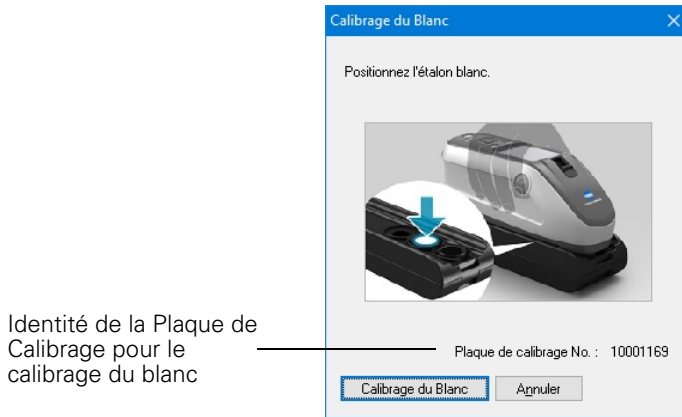 Calibrage du Blanc
Positionnez l'étalon blanc.
Identité de la Plaque de
Calibrage pour le
calibrage du blanc
Plaque de calibrage No. : 10001169
Calibrage du Blanc
Annuler